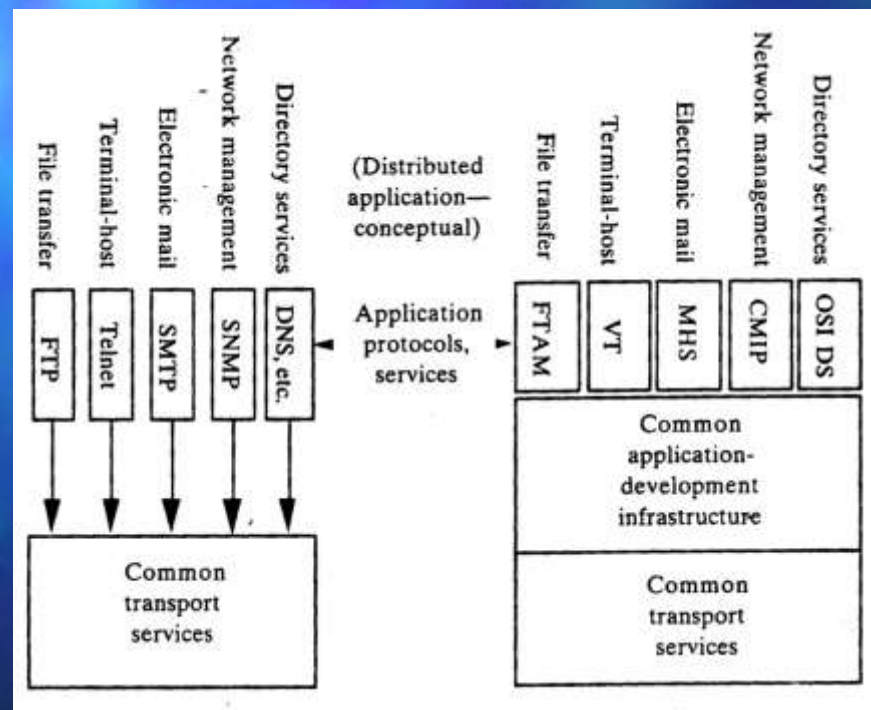 File transfer
Terminal-host
Electronic mail
Network management
Directory services
(Distributed
application—
conceptual)
File transfer
Terminal-host
Electronic mail
Network management
Directory services
FTP
Telnet
SMTP
SNMP
DNS, etc.
Application
protocols,
services
FTAM
VT
MHS
CMIP
OSI DS
Common
application-
development
infrastructure
Common
transport
services
Common
transport
services